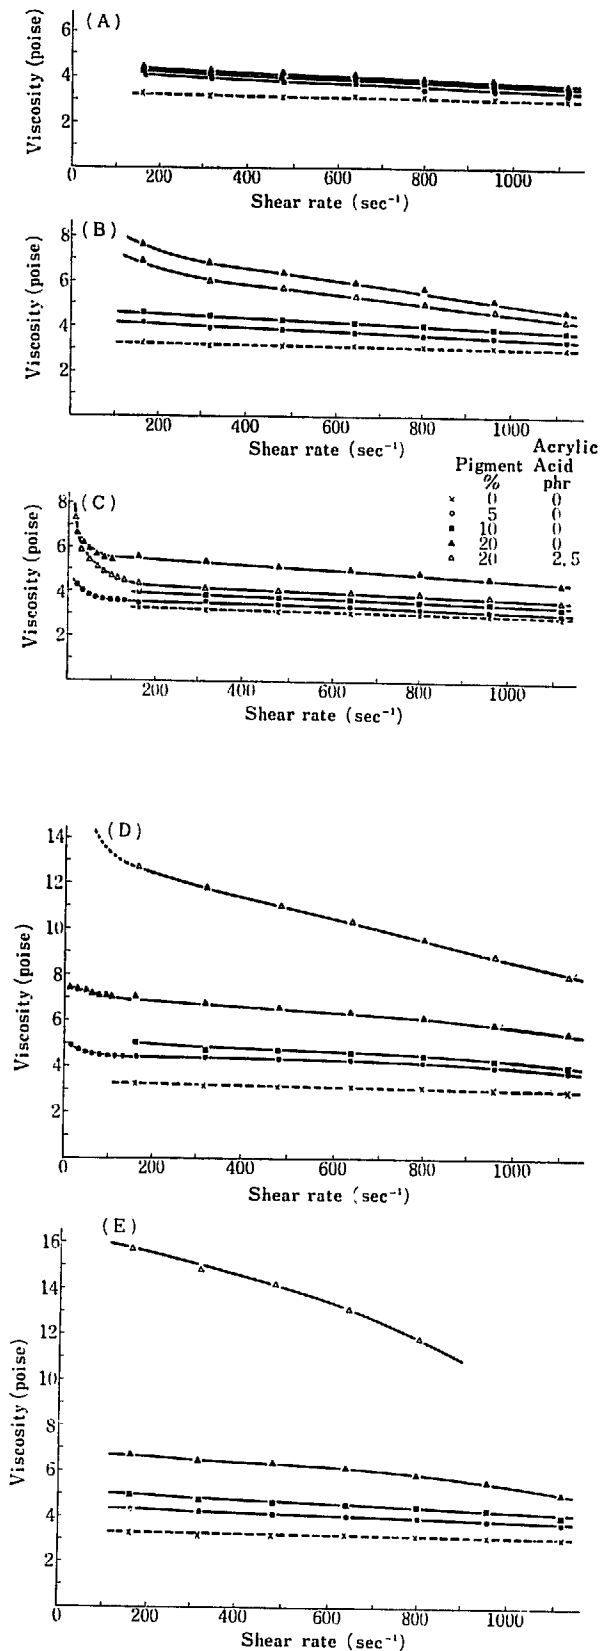 (A)
Viscosity (poise)
6
4
2
0 200 400 600 800 1000
Shear rate (sec⁻¹)
(B)
Viscosity (poise)
8
6
4
2
200 400 600 800 1000
Shear rate (sec⁻¹)
Acrylic
Pigment Acid
% phr
× 0 0
○ 5 0
■ 10 0
▲ 20 0
△ 20 2.5
(C)
Viscosity (poise)
8
6
4
2
200 400 600 800 1000
Shear rate (sec⁻¹)
(D)
Viscosity (poise)
14
12
10
8
6
4
2
0 200 400 600 800 1000
Shear rate (sec⁻¹)
(E)
Viscosity (poise)
16
14
12
10
8
6
4
2
0 200 400 600 800 1000
Shear rate (sec⁻¹)